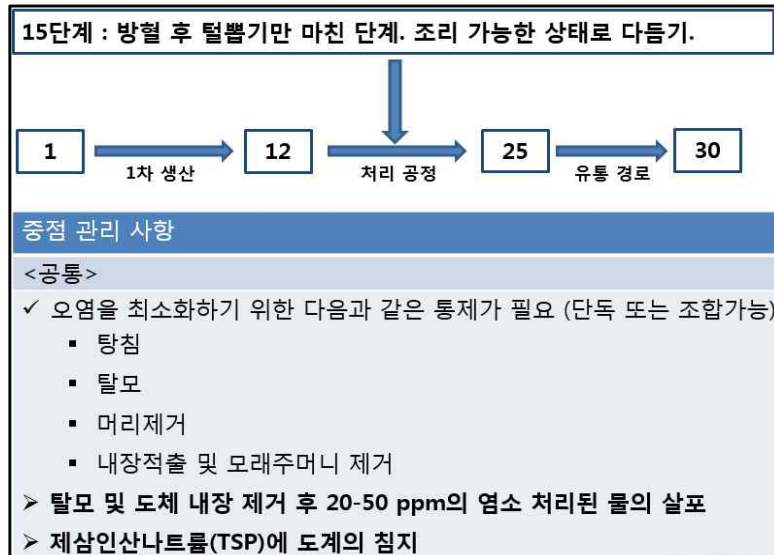 15단계 : 방혈 후 털뽑기만 마친 단계. 조리 가능한 상태로 다듬기.
1 12 25 30
1차 생산 처리 공정 유통 경로
중점 관리 사항
<공통>
✓ 오염을 최소화하기 위한 다음과 같은 통제가 필요 (단독 또는 조합가능)
▪ 탕침
▪ 탈모
▪ 머리제거
▪ 내장적출 및 모래주머니 제거
➢ 탈모 및 도체 내장 제거 후 20-50 ppm의 염소 처리된 물의 살포
➢ 제삼인산나트륨(TSP)에 도계의 침지